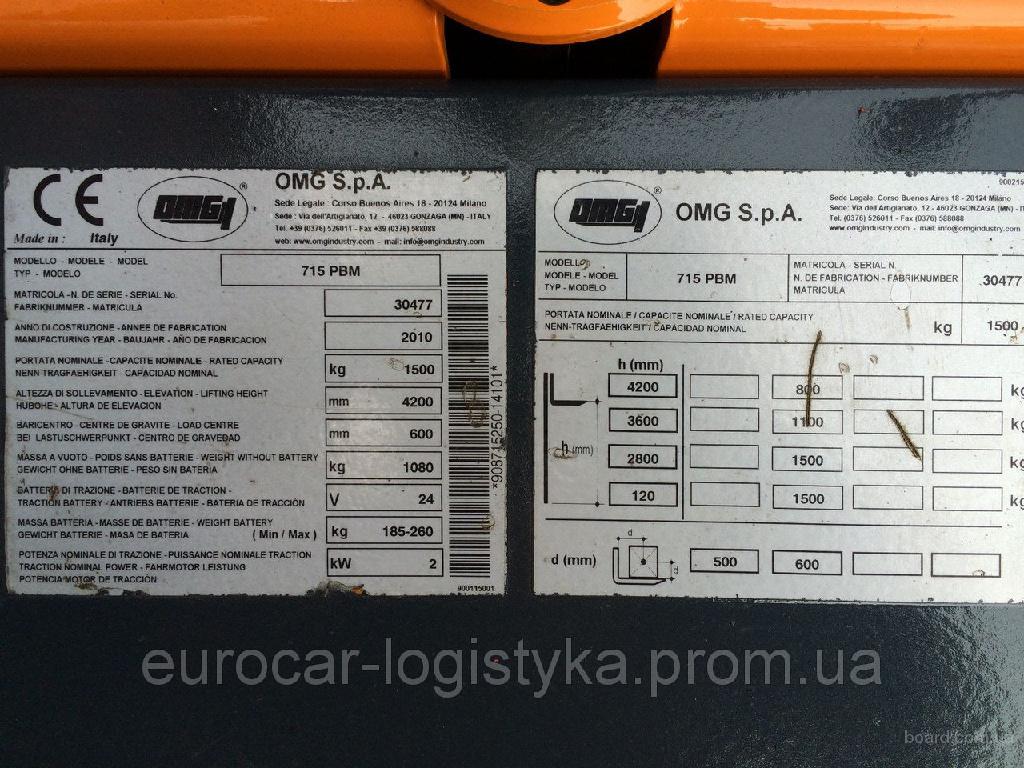 CE
OMG
®
OMG S.p.A.
Sede Legale : Corso Buenos Aires 18 - 20124 Milano
Sede : Via dell'Artigianato, 12 - 46023 GONZAGA (MN) - ITALY
Tel. +39 (0376) 526011 - Fax +39 (0376) 588088
web: www.omgindustry.com - mail: info@omgindustry.com
Made in : Italy
MODELLO - MODELE - MODEL
TYP - MODELO
715 PBM
MATRICOLA - N. DE SERIE - SERIAL No.
FABRIKNUMMER - MATRICULA
30477
ANNO DI COSTRUZIONE - ANNEE DE FABRICATION
MANUFACTURING YEAR - BAUJAHR - AÑO DE FABRICACION
2010
PORTATA NOMINALE - CAPACITE NOMINALE - RATED CAPACITY
NENN TRAGFAEHIGKEIT - CAPACIDAD NOMINAL
kg 1500
ALTEZZA DI SOLLEVAMENTO - ELEVATION - LIFTING HEIGHT
HUBOHE - ALTURA DE ELEVACION
mm 4200
BARICENTRO - CENTRE DE GRAVITE - LOAD CENTRE
BEI LASTUSCHWERPUNKT - CENTRO DE GRAVEDAD
mm 600
MASSA A VUOTO - POIDS SANS BATTERIE - WEIGHT WITHOUT BATTERY
GEWICHT OHNE BATTERIE - PESO SIN BATERIA
kg 1080
BATTERIE DI TRAZIONE - BATTERIE DE TRACTION -
TRACTION BATTERY - ANTRIEBS BATTERIE - BATERIA DE TRACCIÓN
V 24
MASSA BATTERIA - MASSE DE BATTERIE - WEIGHT BATTERY
GEWICHT BATTERIE - MASA DE BATERIA ( Min / Max )
kg 185-260
POTENZA NOMINALE DI TRAZIONE - PUISSANCE NOMINALE TRACTION
TRACTION NOMINAL POWER - FAHRMOTOR LEISTUNG
POTENCIA MOTOR DE TRACCIÓN
kW 2
*908715250-14101*
900115001
OMG
®
OMG S.p.A.
Sede Legale : Corso Buenos Aires 18 - 20124 Milano
Sede: Via dell'Artigianato, 12 - 46023 GONZAGA (MN)
Tel. (0376) 526011 - Fax (0376) 588088
www.omgindustry.com - mail: info@omgindustry.com
MODELLO
MODELE - MODEL
TYP - MODELO
715 PBM
MATRICOLA - SERIAL N.
N. DE FABRICATION - FABRIKNUMBER
MATRICULA
30477
PORTATA NOMINALE / CAPACITE NOMINALE / RATED CAPACITY
NENN-TRAGFAEHIGKEIT / CAPACIDAD NOMINAL
kg 1500
h (mm)
4200 800
3600 1100
2800 1500
120 1500
h (mm)
d (mm)
d
d
500 600
eurocar-logistyka.prom.ua
board.com.ua